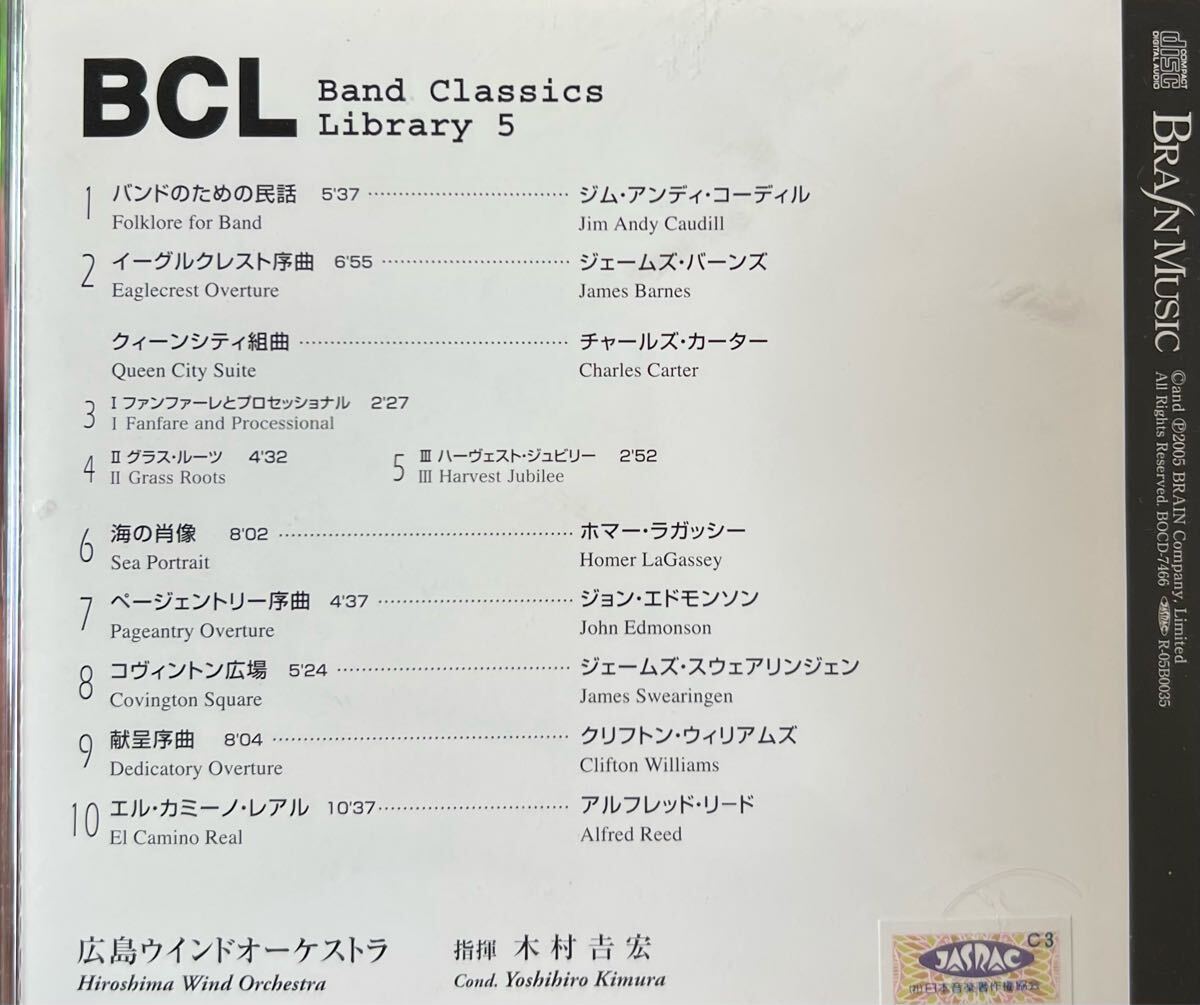 BCL Band Classics
Library 5
1 バンドのための民話 5'37 ジム・アンディ・コーディル
Folklore for Band Jim Andy Caudill
2 イーグルクレスト序曲 6'55 ジェームズ・バーンズ
Eaglecrest Overture James Barnes
クィーンシティ組曲 チャールズ・カーター
Queen City Suite Charles Carter
3 I ファンファーレとプロセッショナル 2'27
I Fanfare and Processional
4 II グラス・ルーツ 4'32 5 III ハーヴェスト・ジュビリー 2'52
II Grass Roots III Harvest Jubilee
6 海の肖像 8'02 ホマー・ラガッシー
Sea Portrait Homer LaGassey
7 ページェントリー序曲 4'37 ジョン・エドモンソン
Pageantry Overture John Edmonson
8 コヴィントン広場 5'24 ジェームズ・スウェアリンジェン
Covington Square James Swearingen
9 献呈序曲 8'04 クリフトン・ウィリアムズ
Dedicatory Overture Clifton Williams
10 エル・カミーノ・レアル 10'37 アルフレッド・リード
El Camino Real Alfred Reed
広島ウインドオーケストラ 指揮 木村吉宏
Hiroshima Wind Orchestra Cond. Yoshihiro Kimura
C3
JASRAC
(社)日本音楽著作権協会
COMPACT
disc
DIGITAL AUDIO
BRAIN MUSIC
©and ℗2005 BRAIN Company, Limited
All Rights Reserved. BOCD-7466 JASRAC R-05B0035